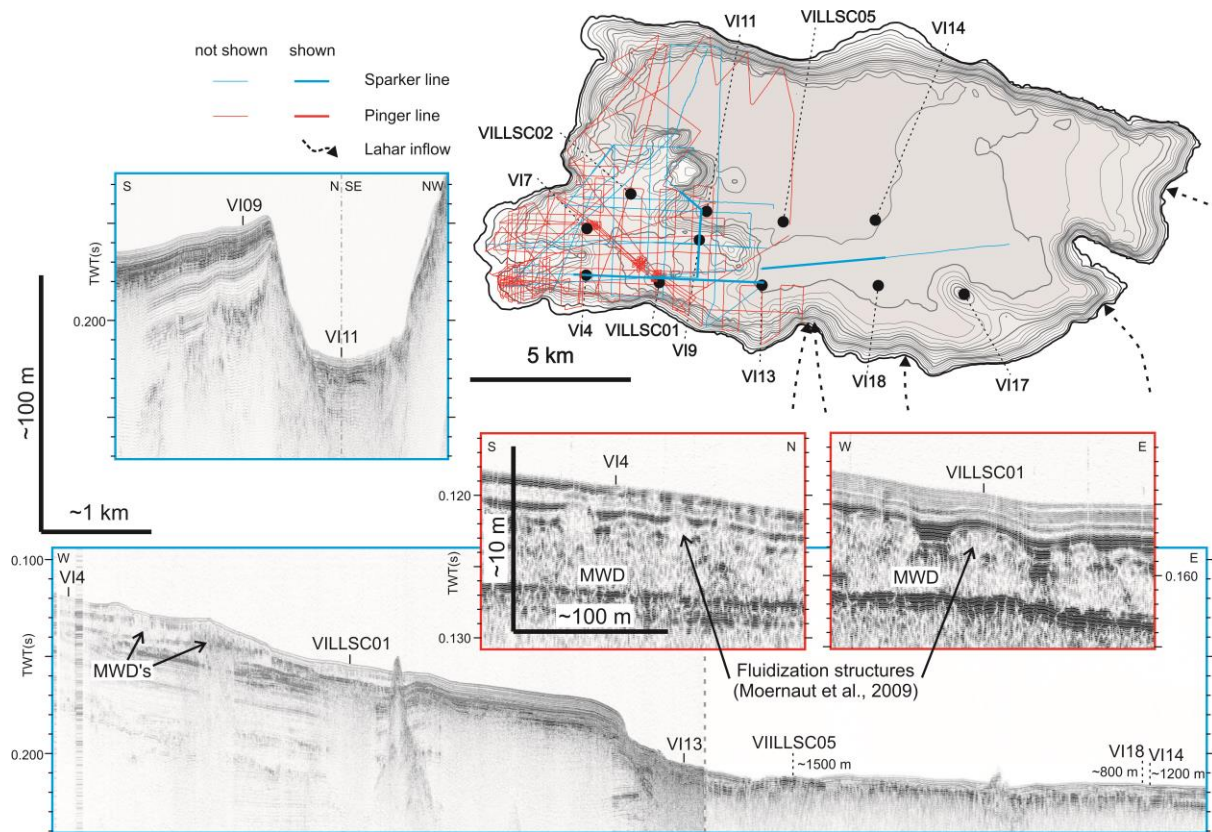 not shown
shown
Sparker line
Pinger line
Lahar inflow
VI11
VILLSC05
VI14
VILLSC02
VI7
VI4
VILLSC01
VI9
VI13
VI18
VI17
5 km
S
N
SE
NW
VI09
VI11
TWT(s)
0.200
~100 m
~1 km
S
N
VI4
0.120
0.130
TWT(s)
~10 m
~100 m
MWD
W
E
VILLSC01
MWD
0.160
Fluidization structures
(Moernaut et al., 2009)
W
E
0.100
0.200
TWT(s)
VI4
MWD's
VILLSC01
VI13
VIILLSC05
~1500 m
VI18
VI14
~800 m
~1200 m